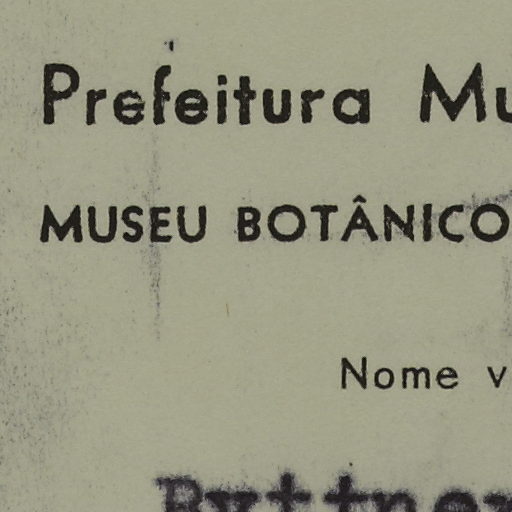 Prefeitura Mu
MUSEU BOTÂNICO
Nome v